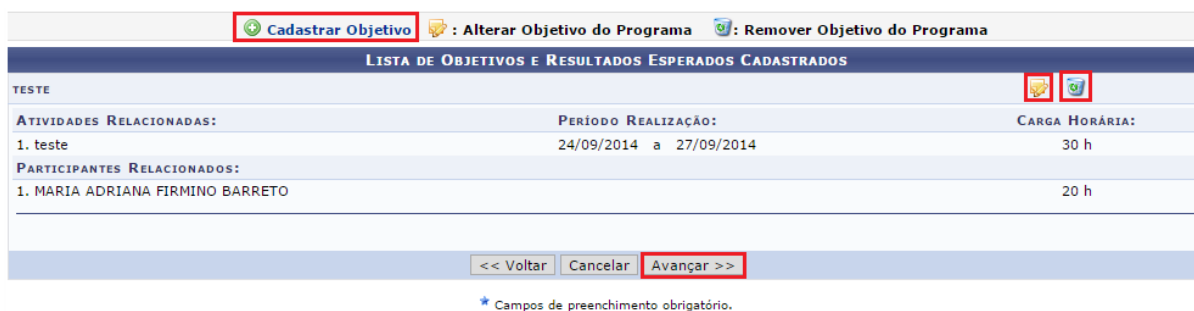 Cadastrar Objetivo : Alterar Objetivo do Programa : Remover Objetivo do Programa
LISTA DE OBJETIVOS E RESULTADOS ESPERADOS CADASTRADOS
TESTE
ATIVIDADES RELACIONADAS: PERÍODO REALIZAÇÃO: CARGA HORÁRIA:
1. teste 24/09/2014 a 27/09/2014 30 h
PARTICIPANTES RELACIONADOS:
1. MARIA ADRIANA FIRMINO BARRETO 20 h
<< Voltar Cancelar Avançar >>
Campos de preenchimento obrigatório.